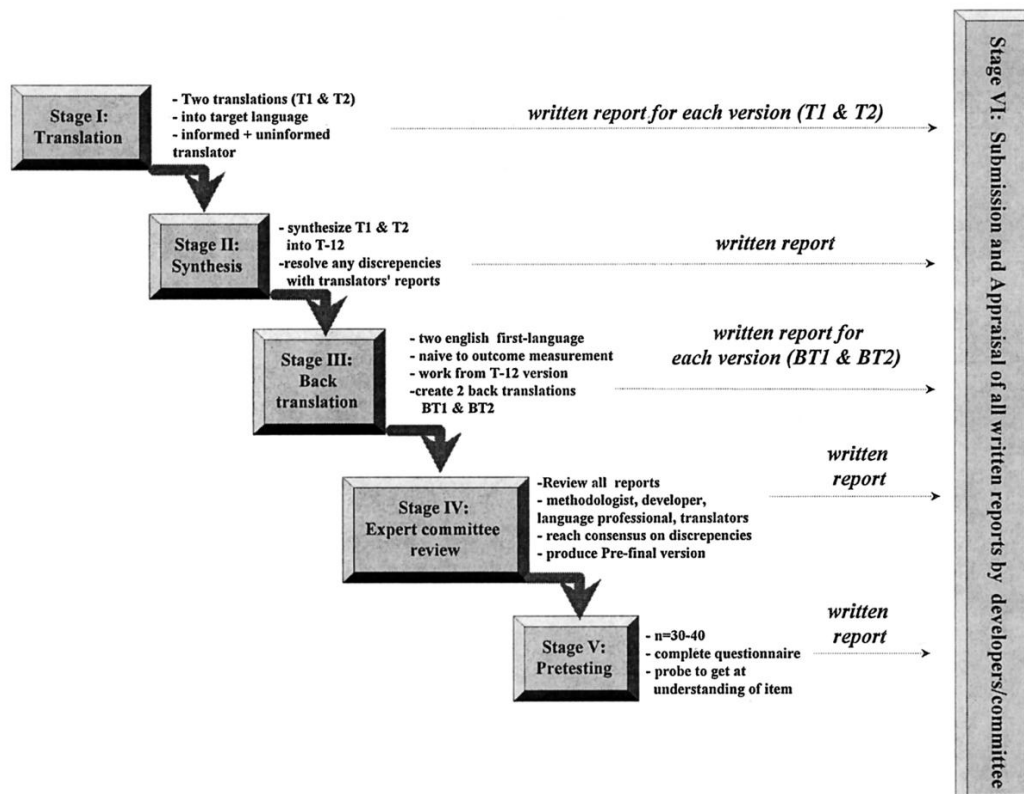 Stage I:
Translation
- Two translations (T1 & T2)
- into target language
- informed + uninformed
translator
written report for each version (T1 & T2)
Stage II:
Synthesis
- synthesize T1 & T2
into T-12
-resolve any discrepencies
with translators' reports
written report
Stage III:
Back
translation
- two english first-language
- naive to outcome measurement
- work from T-12 version
-create 2 back translations
BT1 & BT2
written report for
each version (BT1 & BT2)
Stage IV:
Expert committee
review
-Review all reports
- methodologist, developer,
language professional, translators
- reach consensus on discrepencies
- produce Pre-final version
written
report
Stage V:
Pretesting
- n=30-40
- complete questionnaire
- probe to get at
understanding of item
written
report
Stage VI: Submission and Appraisal of all written reports by developers/committee